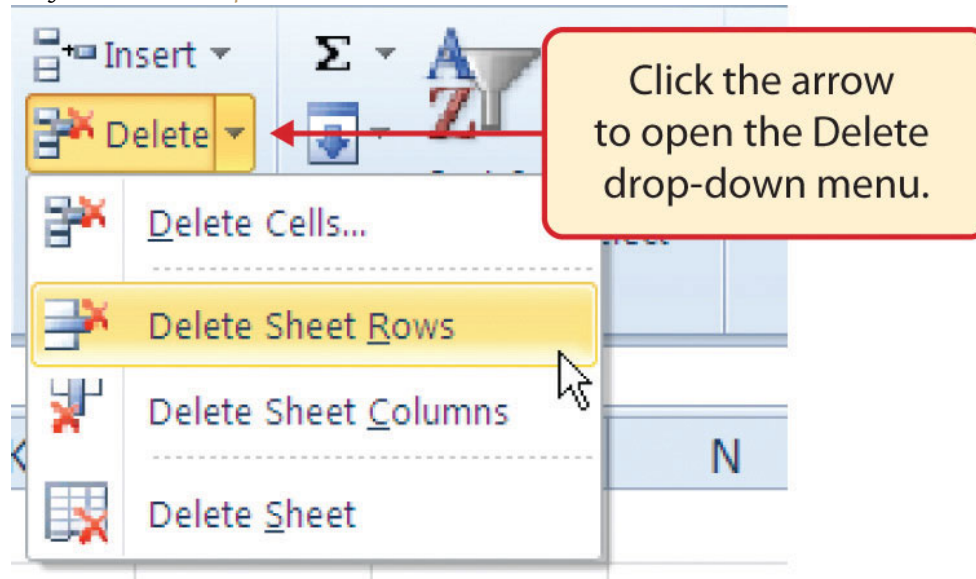 Insert
Σ
A
Z
Click the arrow
to open the Delete
drop-down menu.
Delete
Delete Cells...
Delete Sheet Rows
Delete Sheet Columns
N
Delete Sheet